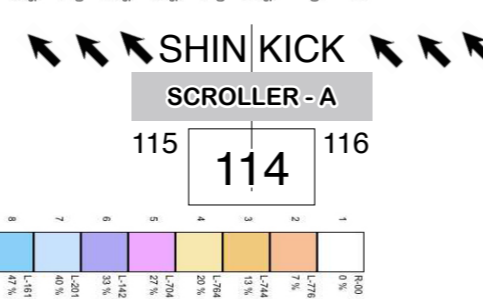 SHIN KICK
SCROLLER - A
115 114 116
8 7 6 5 4 3 2 1
L-161 L-201 L-142 L-704 L-764 L-744 L-776 R-00
47 % 40 % 33 % 27 % 20 % 13 % 7 % 0 %